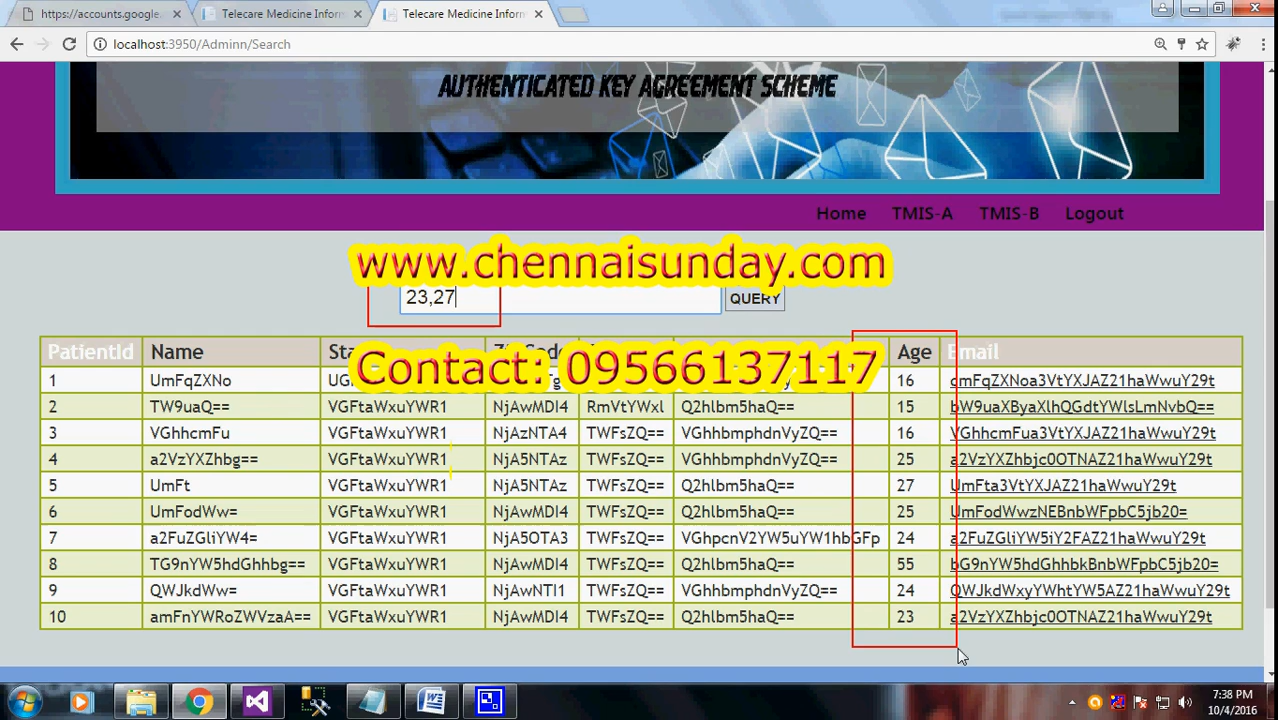 https://accounts.google.
Telecare Medicine Inforn
Telecare Medicine Inforn
localhost:3950/Adminn/Search
AUTHENTICATED KEY AGREEMENT SCHEME
Home TMIS-A TMIS-B Logout
www.chennaisunday.com
23,27
QUERY
Contact: 09566137117
PatientId Name Age Email
1 UmFqZXNo 16 cmFqZXNoa3VtYXJAZ21haWwuY29t
2 TW9uaQ== VGFtaWxuYWR1 NjAwMDI4 RmVtYWxl Q2hlbm5haQ== 15 bW9uaXByaXlhQGdtYWlsLmNvbQ==
3 VGhhcmFu VGFtaWxuYWR1 NjAzNTA4 TWFsZQ== VGhhbmphdnVyZQ== 16 VGhhcmFua3VtYXJAZ21haWwuY29t
4 a2VzYXZhbg== VGFtaWxuYWR1 NjA5NTAz TWFsZQ== VGhhbmphdnVyZQ== 25 a2VzYXZhbjc0OTNAZ21haWwuY29t
5 UmFt VGFtaWxuYWR1 NjA5NTAz TWFsZQ== Q2hlbm5haQ== 27 UmFta3VtYXJAZ21haWwuY29t
6 UmFodWw= VGFtaWxuYWR1 NjAwMDI4 TWFsZQ== Q2hlbm5haQ== 25 UmFodWwzNEBnbWFpbC5jb20=
7 a2FuZGliYW4= VGFtaWxuYWR1 NjA5OTA3 TWFsZQ== VGhpcnV2YW5uYW1hbGFp 24 a2FuZGliYW5iY2FAZ21haWwuY29t
8 TG9nYW5hdGhhbg== VGFtaWxuYWR1 NjAwMDI4 TWFsZQ== Q2hlbm5haQ== 55 bG9nYW5hdGhhbkBnbWFpbC5jb20=
9 QWJkdWw= VGFtaWxuYWR1 NjAwNTI1 TWFsZQ== VGhhbmphdnVyZQ== 24 QWJkdWxyYWhtYW5AZ21haWwuY29t
10 amFnYWRoZWVzaA== VGFtaWxuYWR1 NjAwMDI4 TWFsZQ== Q2hlbm5haQ== 23 a2VzYXZhbjc0OTNAZ21haWwuY29t
7:38 PM
10/4/2016